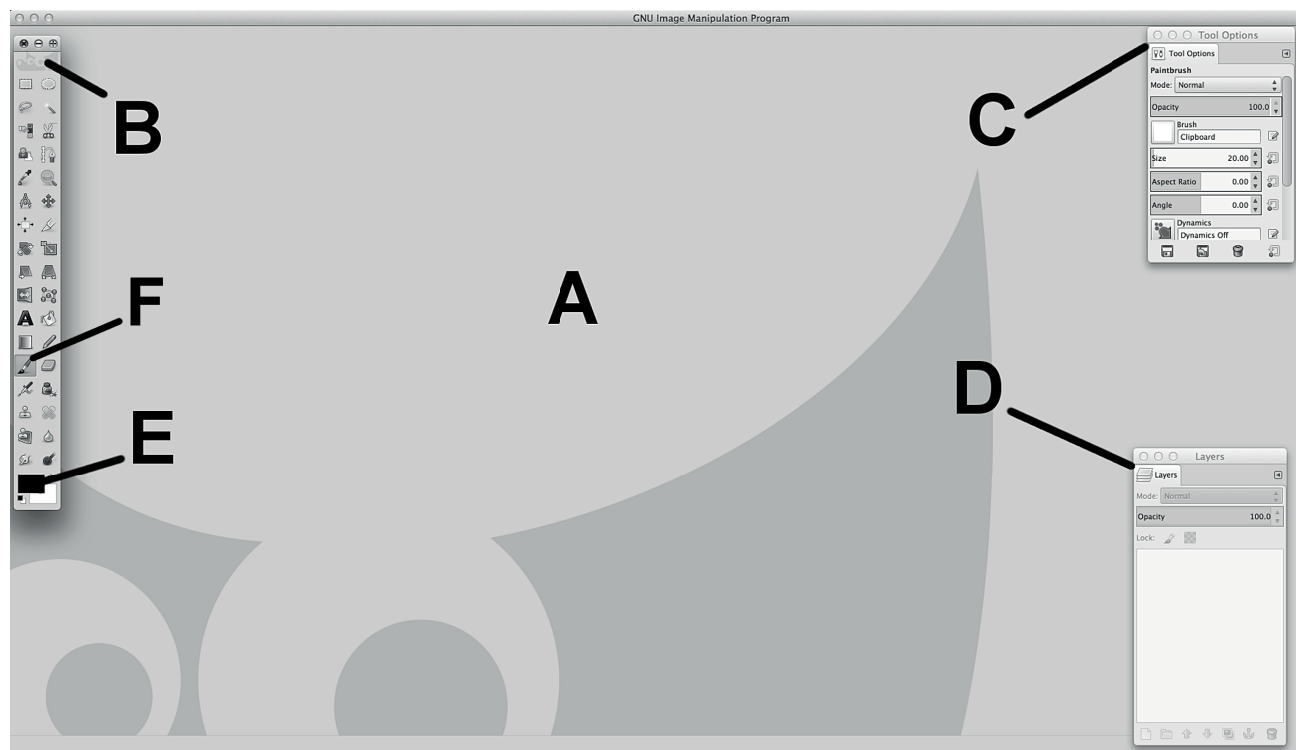 GNU Image Manipulation Program
Tool Options
Tool Options
Paintbrush
Mode: Normal
Opacity 100.0
Brush
Clipboard
Size 20.00
Aspect Ratio 0.00
Angle 0.00
Dynamics
Dynamics Off
B
C
F
A
D
E
A
Layers
Layers
Mode: Normal
Opacity 100.0
Lock: